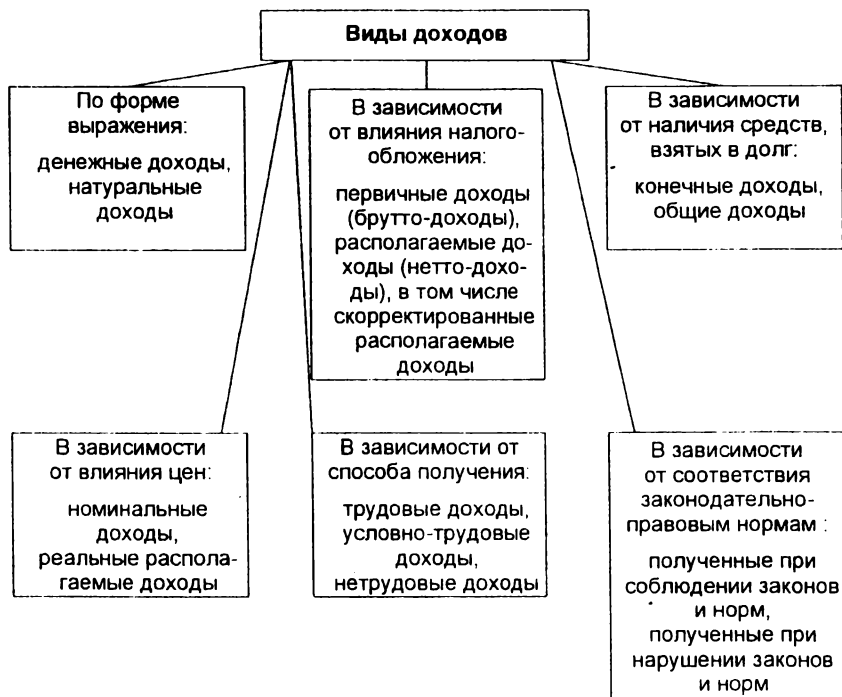 Виды доходов
По форме
выражения:
денежные доходы,
натуральные
доходы
В зависимости
от влияния налого-
обложения:
первичные доходы
(брутто-доходы),
располагаемые до-
ходы (нетто-дохо-
ды), в том числе
скорректированные
располагаемые
доходы
В зависимости
от наличия средств,
взятых в долг:
конечные доходы,
общие доходы
В зависимости
от влияния цен:
номинальные
доходы,
реальные распола-
гаемые доходы
В зависимости от
способа получения:
трудовые доходы,
условно-трудовые
доходы,
нетрудовые доходы
В зависимости
от соответствия
законодательно-
правовым нормам :
полученные при
соблюдении законов
и норм,
полученные при
нарушении законов
и норм